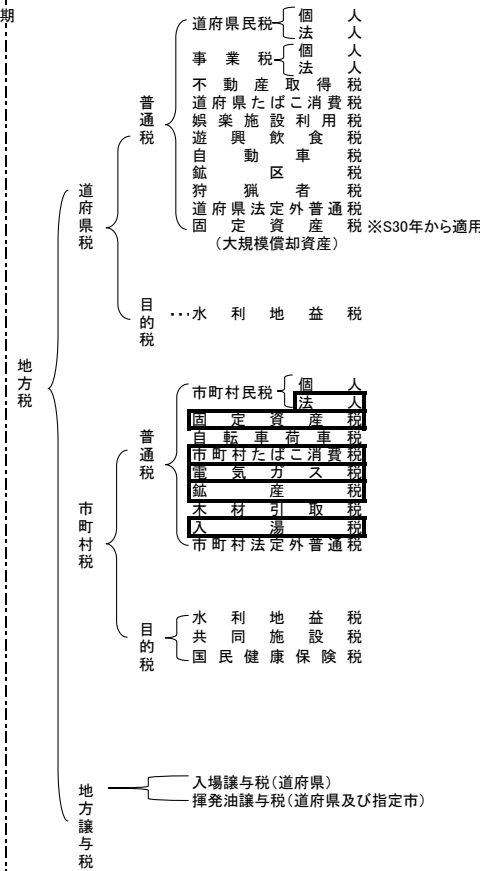 期
地方税
道府県税
普通税
道府県民税
個人
法人
事業税
個人
法人
不動産取得税
道府県たばこ消費税
娯楽施設利用税
遊興飲食税
自動車税
鉱区税
狩猟者税
道府県法定外普通税
固定資産税 ※S30年から適用
(大規模償却資産)
目的税
…水利地益税
市町村税
普通税
市町村民税
個人
法人
固定資産税
自転車荷車税
市町村たばこ消費税
電気ガス税
鉱産税
木材引取税
入湯税
市町村法定外普通税
目的税
水利地益税
共同施設税
国民健康保険税
地方譲与税
入場譲与税(道府県)
揮発油譲与税(道府県及び指定市)